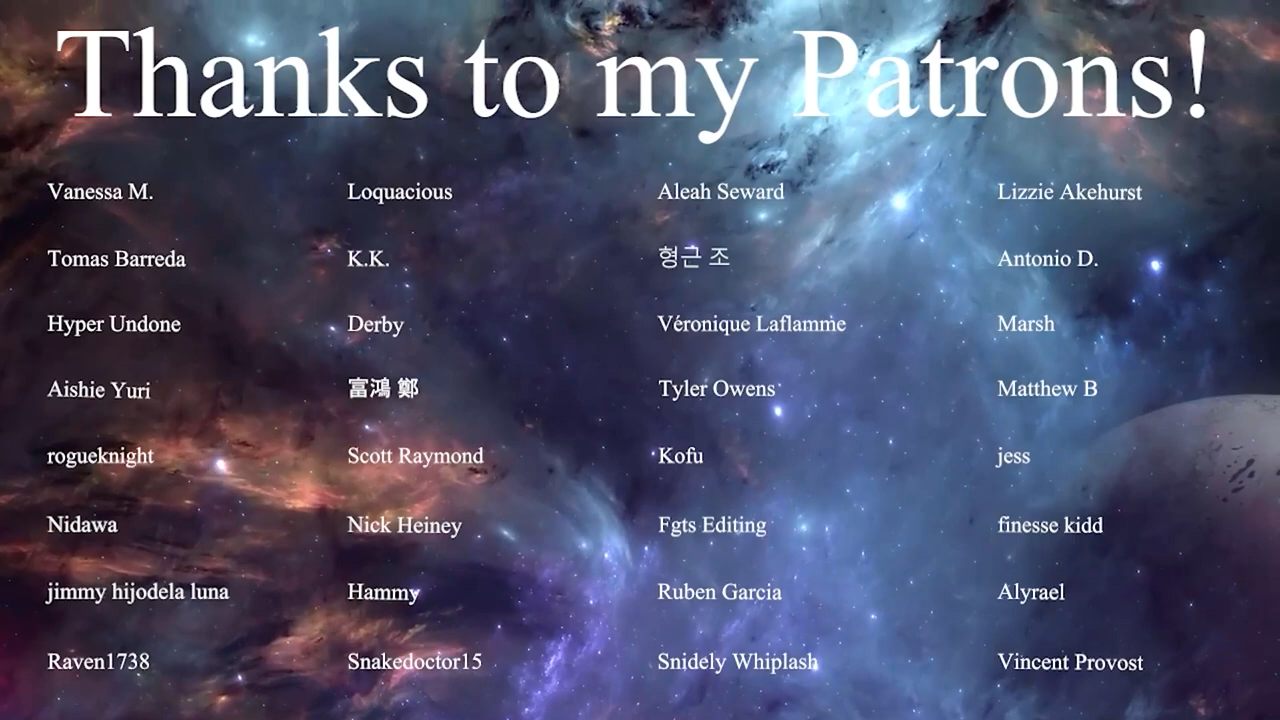 Thanks to my Patrons!
Vanessa M. Loquacious Aleah Seward Lizzie Akehurst
Tomas Barreda K.K. 형근 조 Antonio D.
Hyper Undone Derby Véronique Laflamme Marsh
Aishie Yuri 富鴻 鄭 Tyler Owens Matthew B
rogueknight Scott Raymond Kofu jess
Nidawa Nick Heiney Fgts Editing finesse kidd
jimmy hijodela luna Hammy Ruben Garcia Alyrael
Raven1738 Snakedoctor15 Snidely Whiplash Vincent Provost